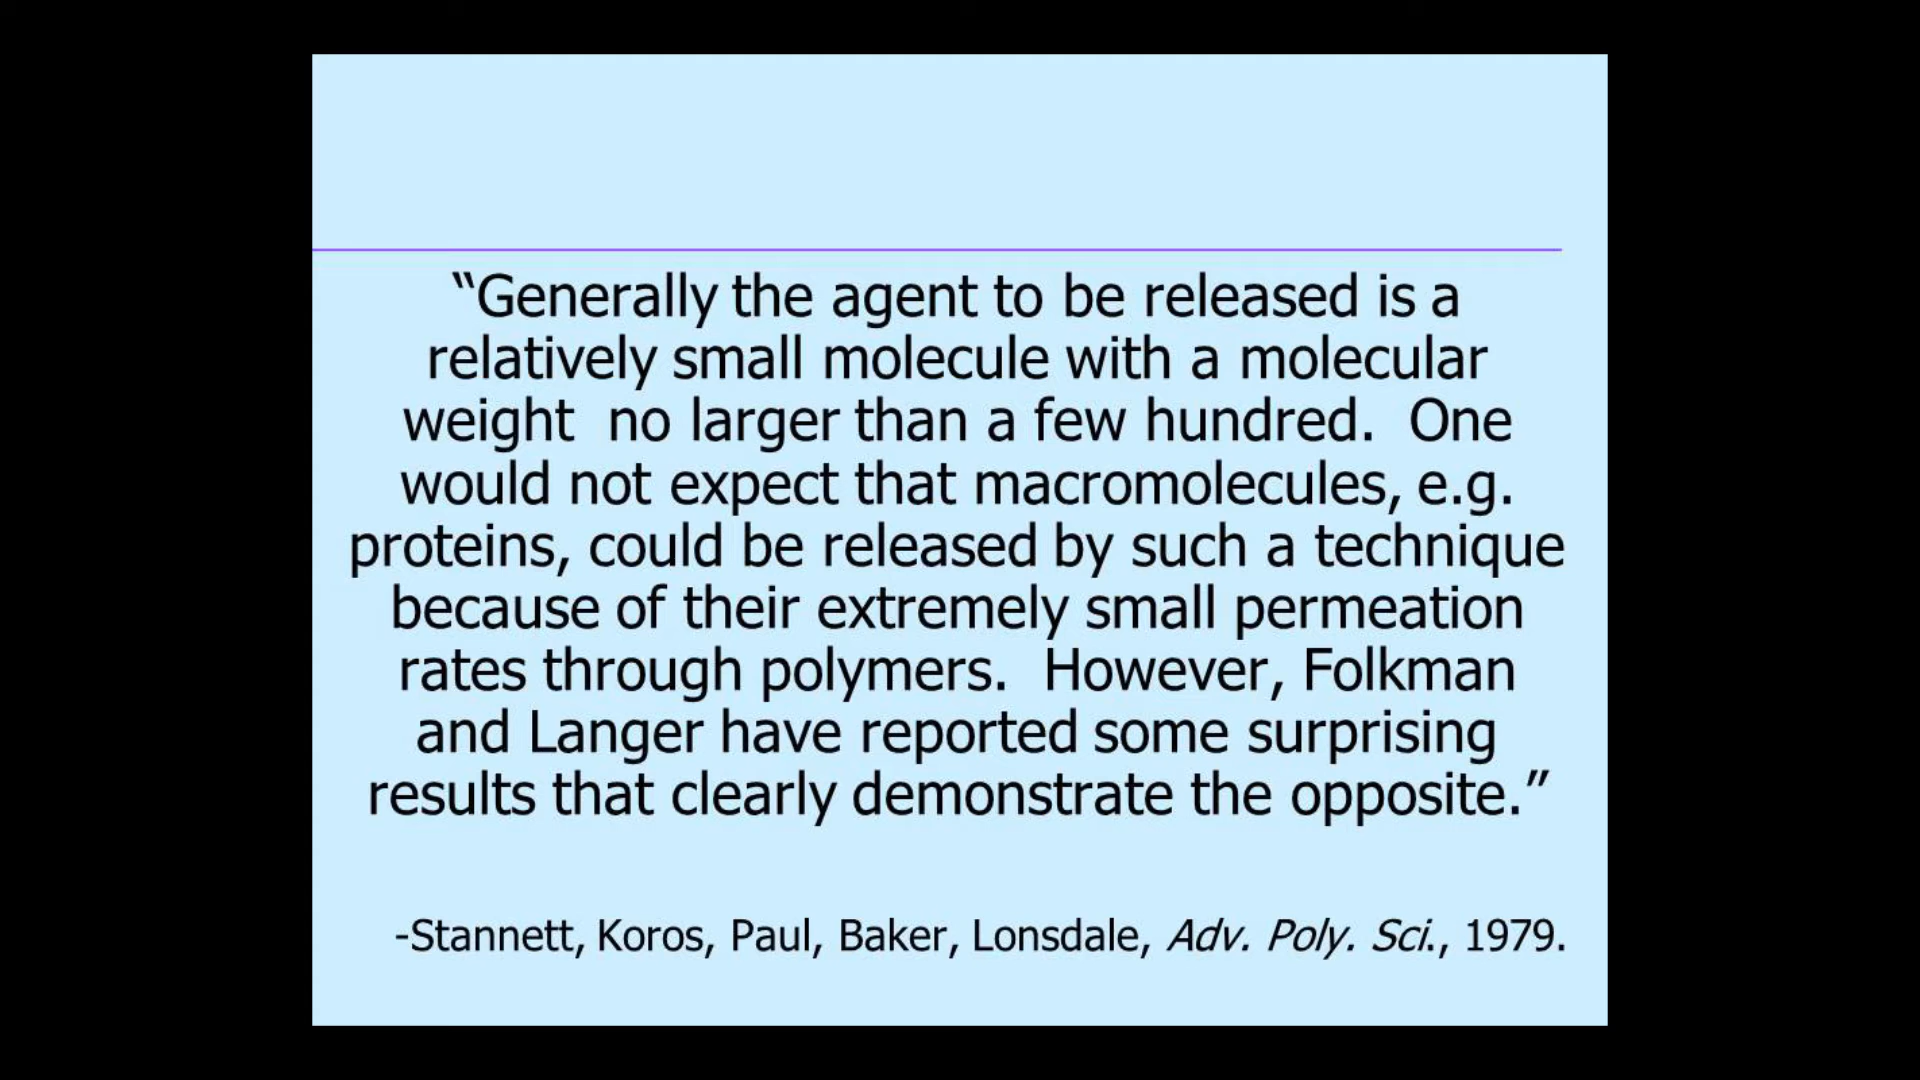 “Generally the agent to be released is a
relatively small molecule with a molecular
weight  no larger than a few hundred.  One
would not expect that macromolecules, e.g.
proteins, could be released by such a technique
because of their extremely small permeation
rates through polymers.  However, Folkman
and Langer have reported some surprising
results that clearly demonstrate the opposite.”
-Stannett, Koros, Paul, Baker, Lonsdale, Adv. Poly. Sci., 1979.